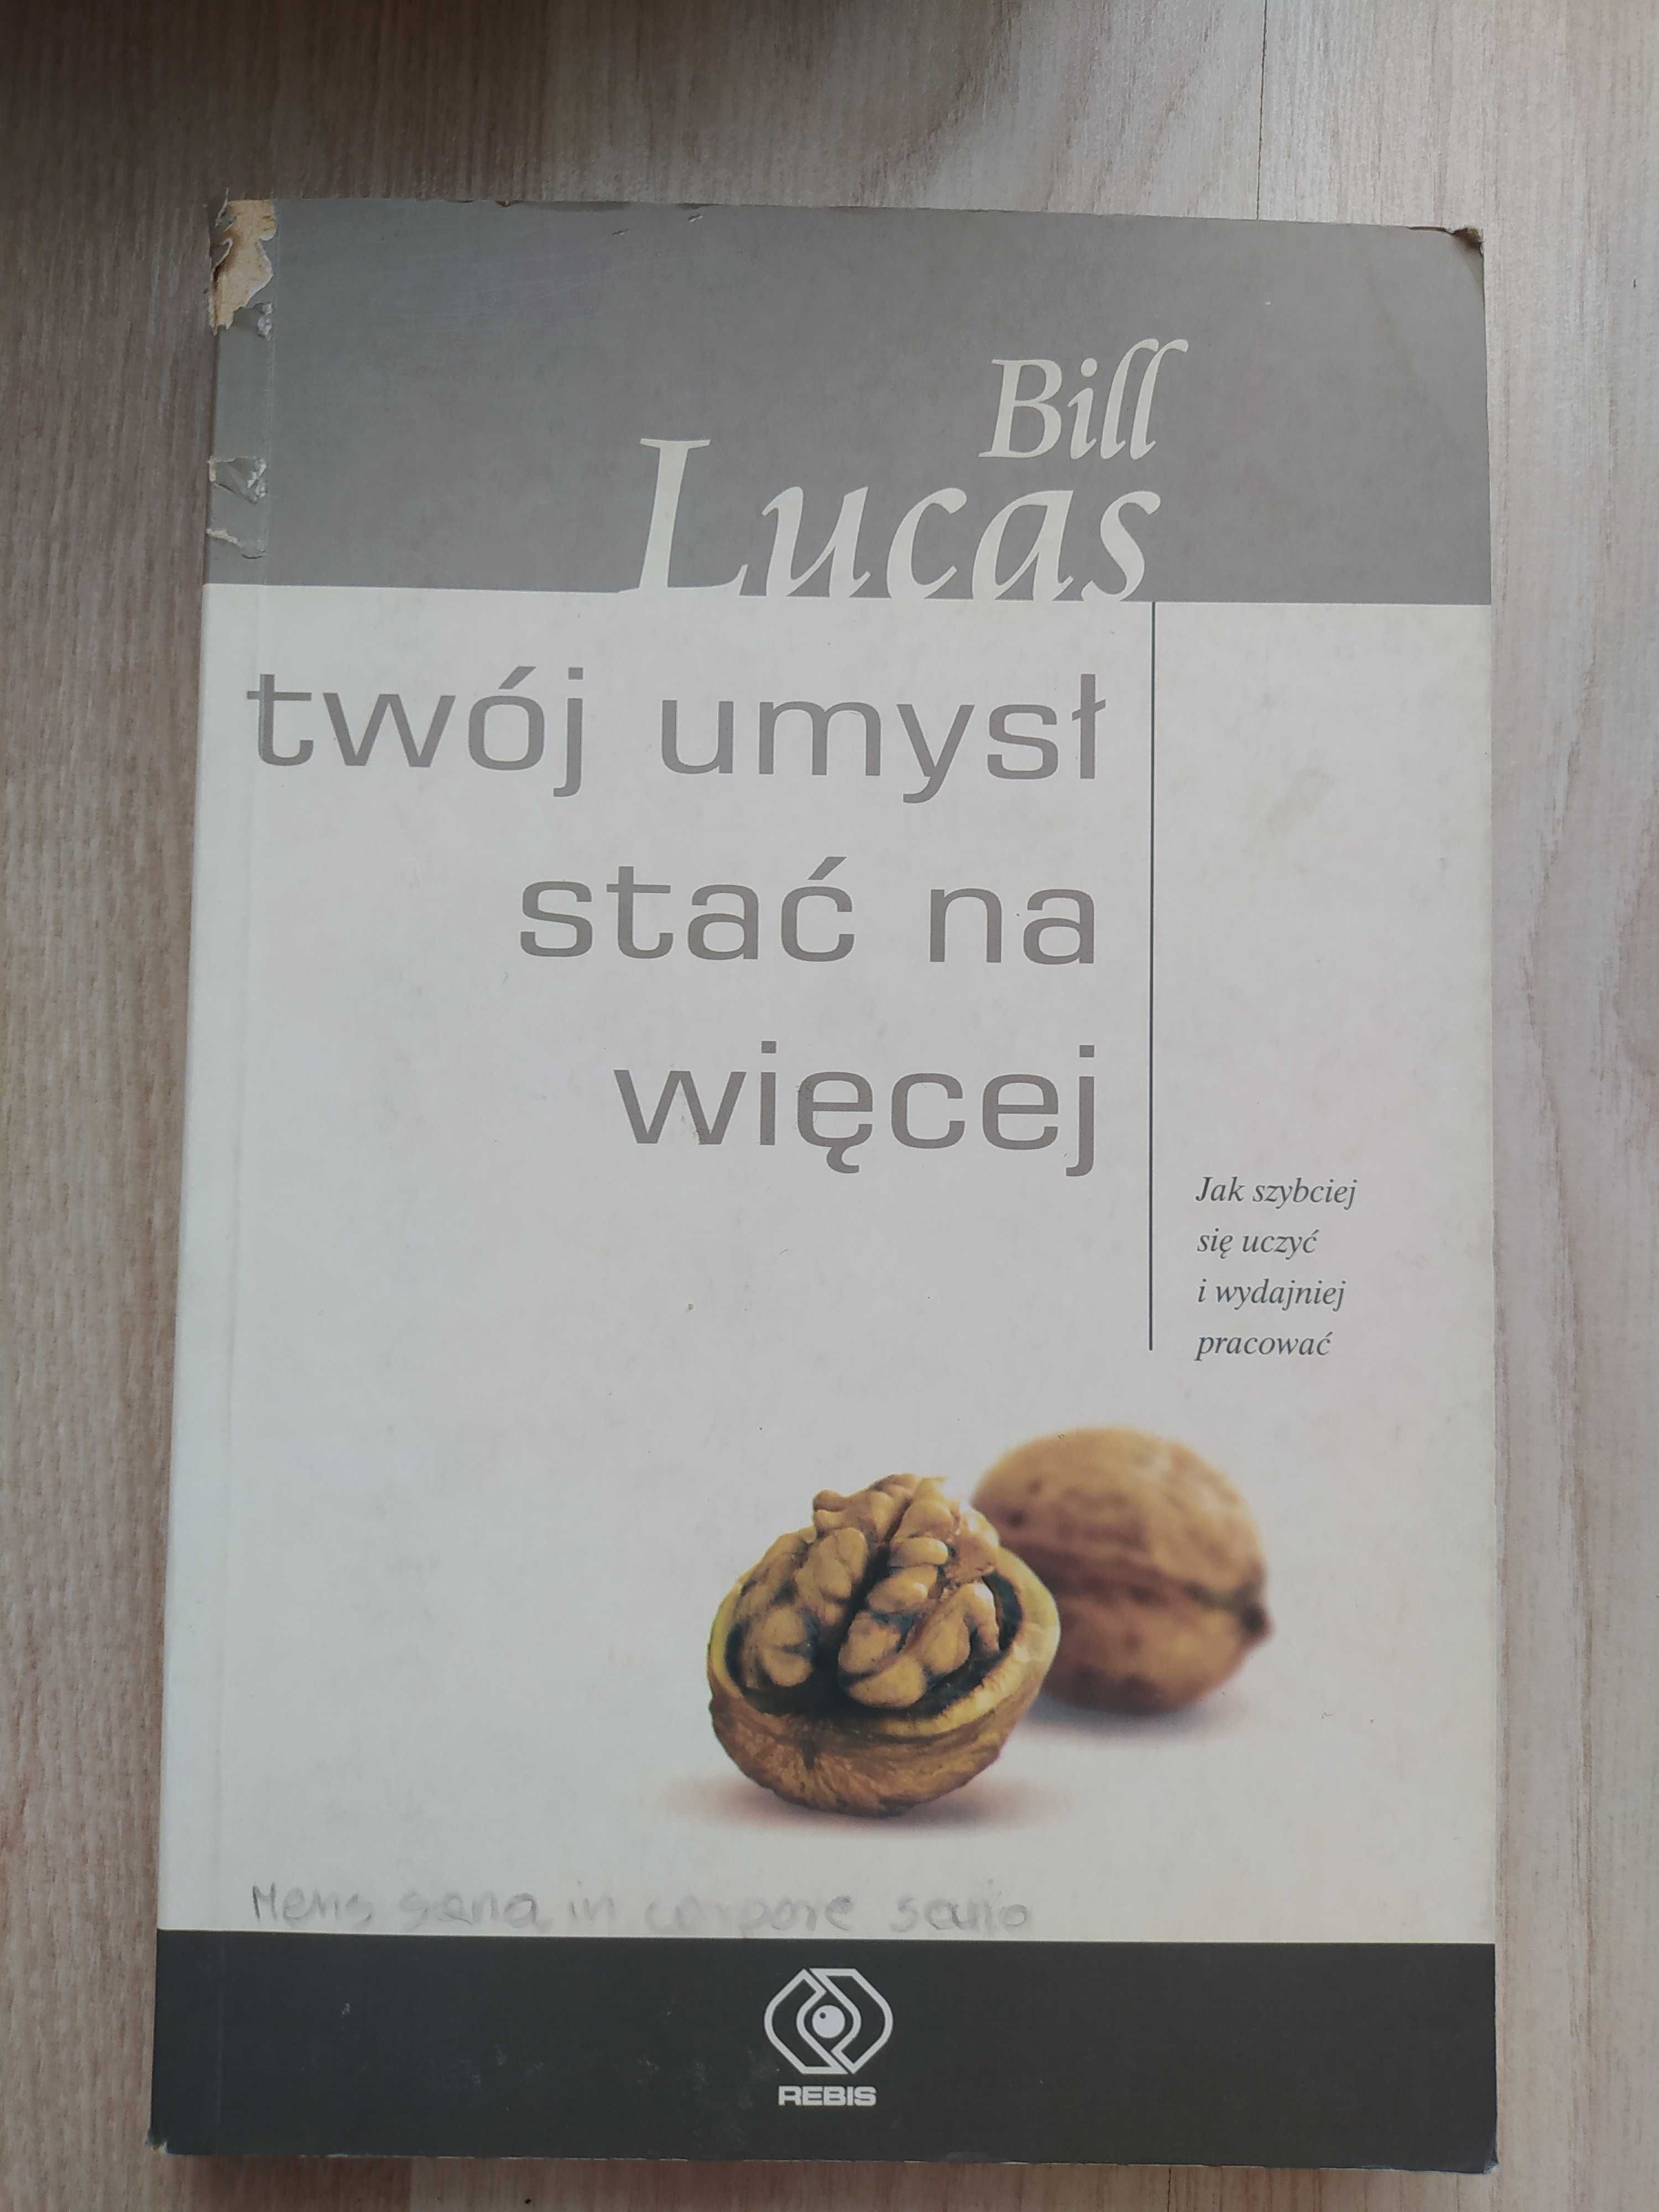 Bill
Lucas
twój umysł
stać na
więcej
Jak szybciej
się uczyć
i wydajniej
pracować
Mens sana in corpore sano
REBIS